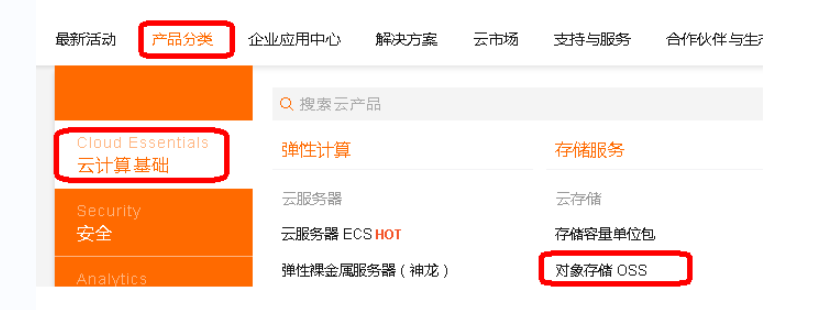 最新活动 产品分类 企业应用中心 解决方案 云市场 支持与服务 合作伙伴与生
搜索云产品
Cloud Essentials
云计算基础
弹性计算 存储服务
云服务器 云存储
Security
安全
云服务器 ECS HOT 存储容量单位包
弹性裸金属服务器（神龙） 对象存储 OSS
Analytics